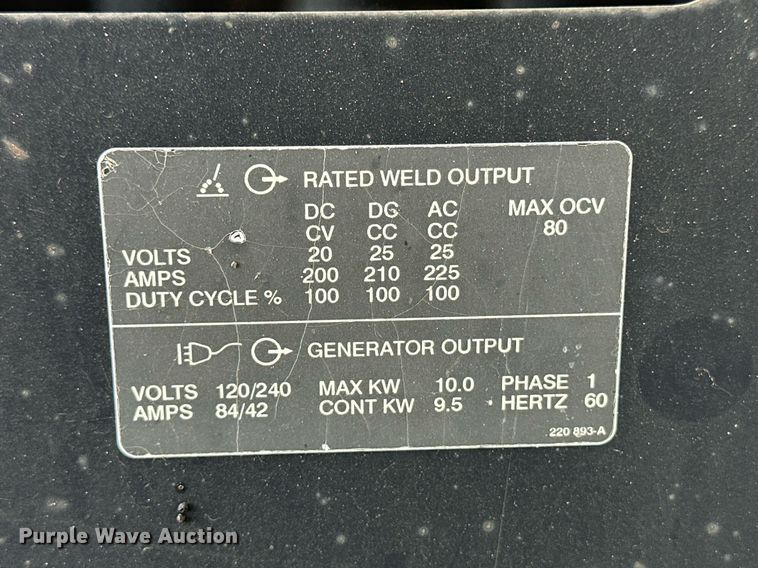 RATED WELD OUTPUT
DC DC AC MAX OCV
CV CC CC 80
VOLTS 20 25 25
AMPS 200 210 225
DUTY CYCLE % 100 100 100
GENERATOR OUTPUT
VOLTS 120/240 MAX KW 10.0 PHASE 1
AMPS 84/42 CONT KW 9.5 HERTZ 60
220 893-A
Purple Wave Auction